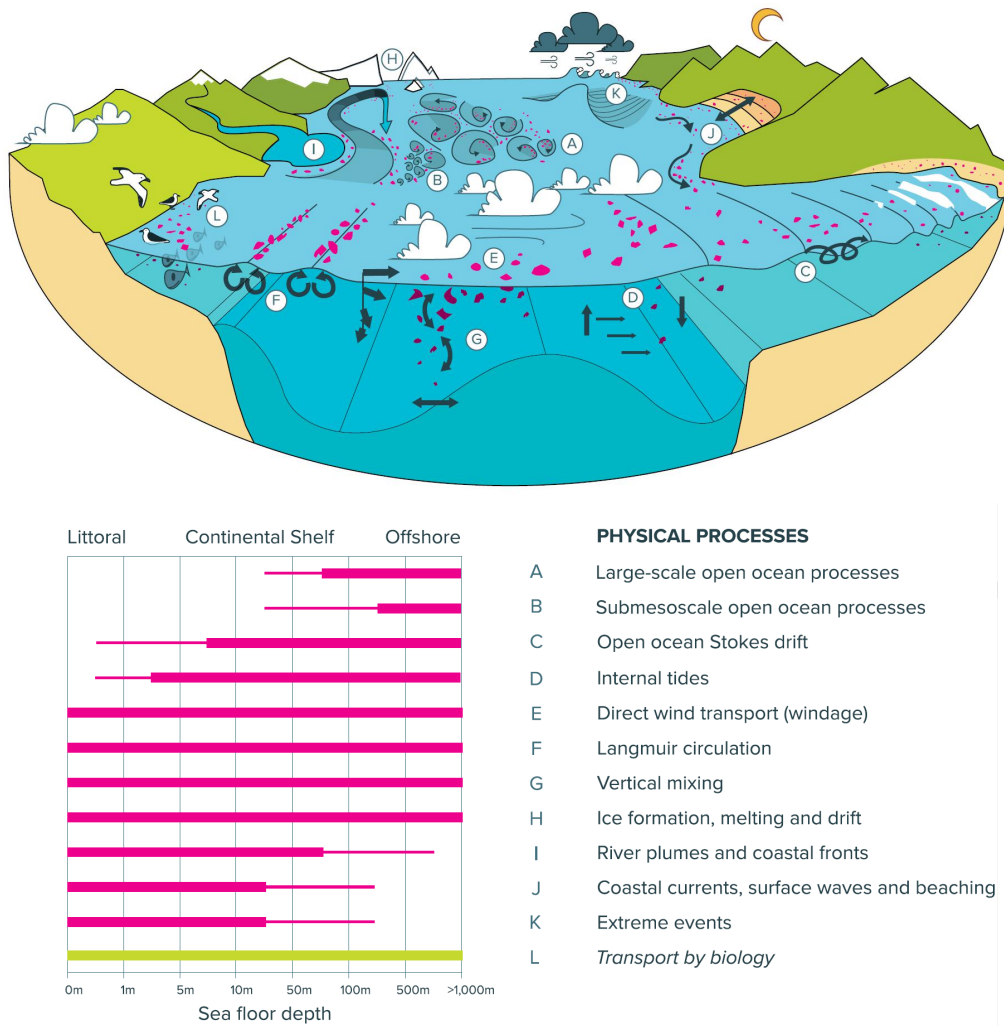 H
K
I
A
J
B
L
E
C
D
F
G
Littoral Continental Shelf Offshore
PHYSICAL PROCESSES
A Large-scale open ocean processes
B Submesoscale open ocean processes
C Open ocean Stokes drift
D Internal tides
E Direct wind transport (windage)
F Langmuir circulation
G Vertical mixing
H Ice formation, melting and drift
I River plumes and coastal fronts
J Coastal currents, surface waves and beaching
K Extreme events
L Transport by biology
0m 1m 5m 10m 50m 100m 500m >1,000m
Sea floor depth